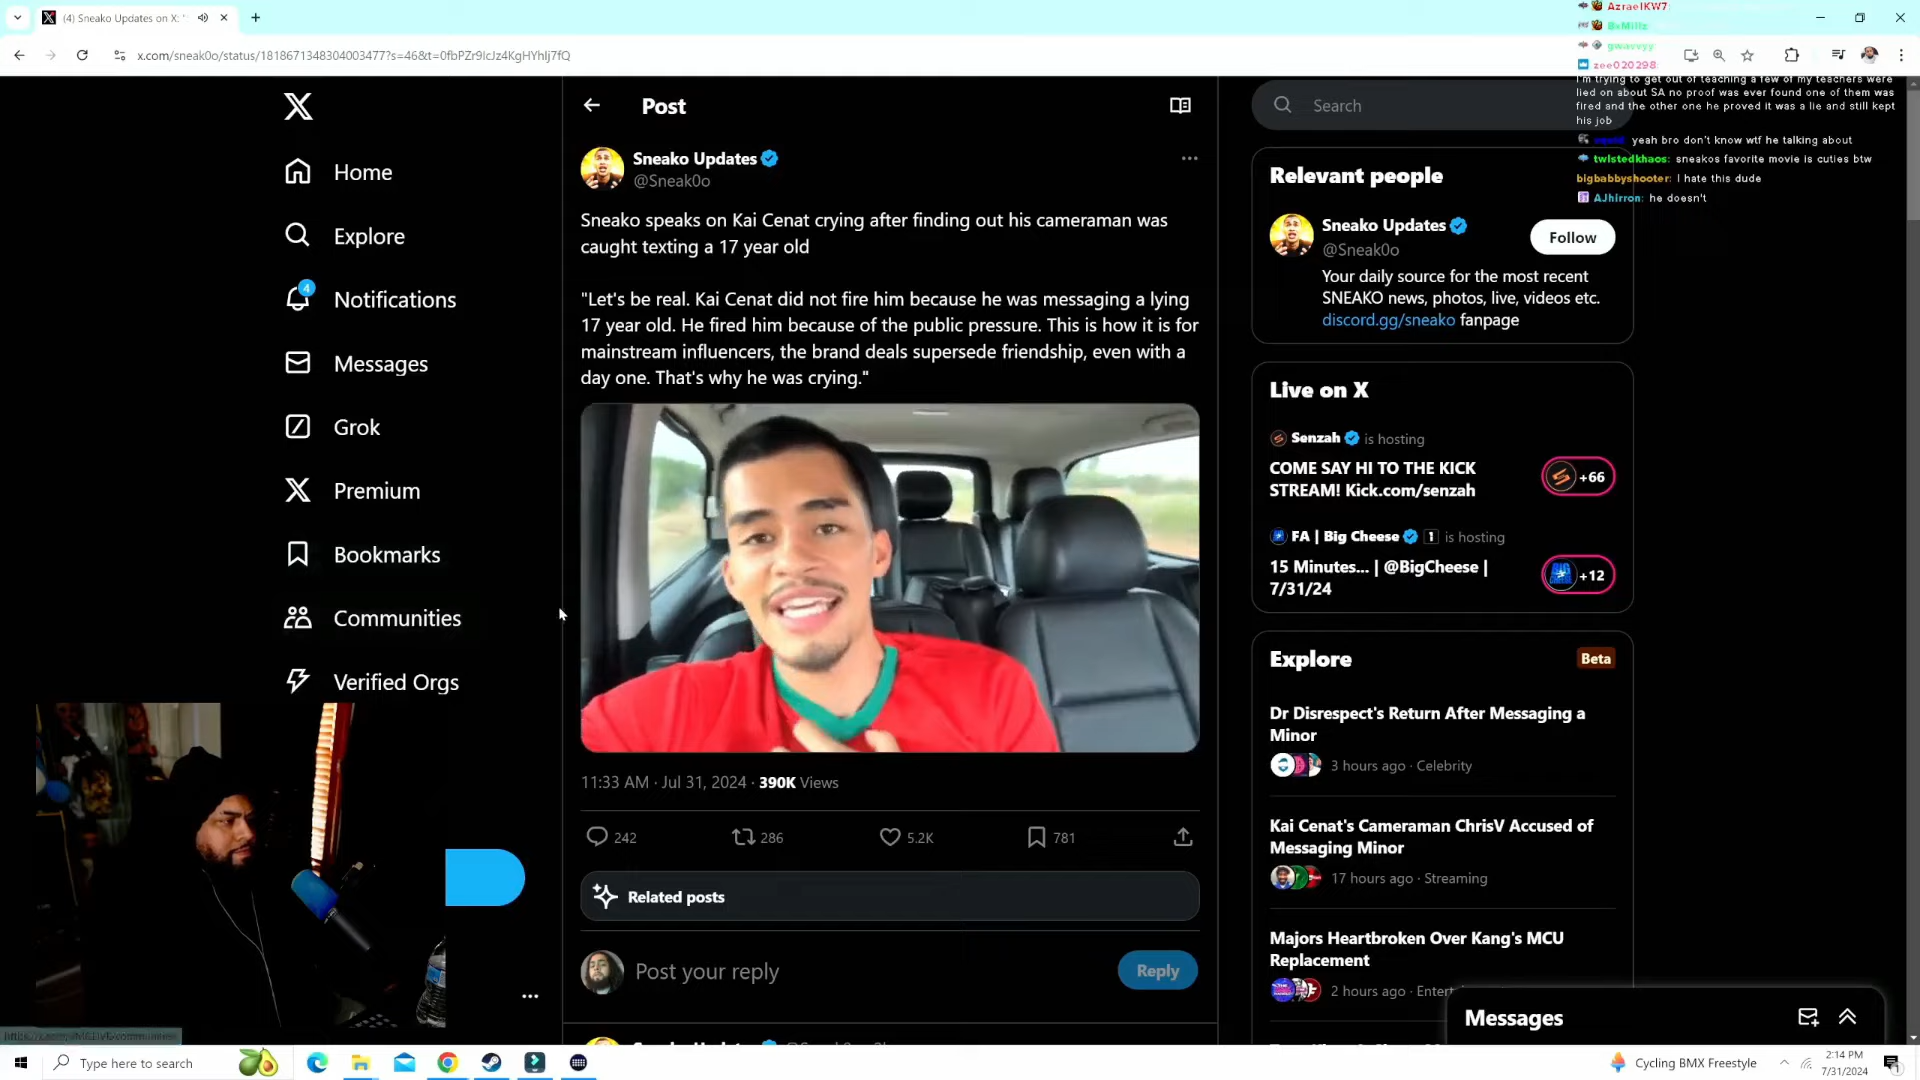 (4) Sneako Updates on X: "
x.com/sneak0o/status/1818671348304003477?s=46&t=0fbPZr9IcJz4KgHYhIj7fQ
AzraelKW7:
BvMillz:
gwavvyy:
zee020298:
I'm trying to get out of teaching a few of my teachers were
lied on about SA no proof was ever found one of them was
fired and the other one he proved it was a lie and still kept
his job
yeah bro don't know wtf he talking about
twistedkhaos: sneakos favorite movie is cuties btw
bigbabbyshooter: I hate this dude
AJhirron: he doesn't
Home
Explore
4
Notifications
Messages
Grok
Premium
Bookmarks
Communities
Verified Orgs
Post
Sneako Updates
@Sneak0o
Sneako speaks on Kai Cenat crying after finding out his cameraman was
caught texting a 17 year old
"Let's be real. Kai Cenat did not fire him because he was messaging a lying
17 year old. He fired him because of the public pressure. This is how it is for
mainstream influencers, the brand deals supersede friendship, even with a
day one. That's why he was crying."
11:33 AM · Jul 31, 2024 · 390K Views
242
286
5.2K
781
Related posts
Post your reply
Reply
Search
Relevant people
Sneako Updates
@Sneak0o
Follow
Your daily source for the most recent
SNEAKO news, photos, live, videos etc.
discord.gg/sneako fanpage
Live on X
Senzah is hosting
COME SAY HI TO THE KICK
STREAM! Kick.com/senzah
+66
FA | Big Cheese 1 is hosting
15 Minutes... | @BigCheese |
7/31/24
+12
Explore
Beta
Dr Disrespect's Return After Messaging a
Minor
3 hours ago · Celebrity
Kai Cenat's Cameraman ChrisV Accused of
Messaging Minor
17 hours ago · Streaming
Majors Heartbroken Over Kang's MCU
Replacement
2 hours ago · Entert
Messages
Type here to search
Cycling BMX Freestyle
2:14 PM
7/31/2024
1